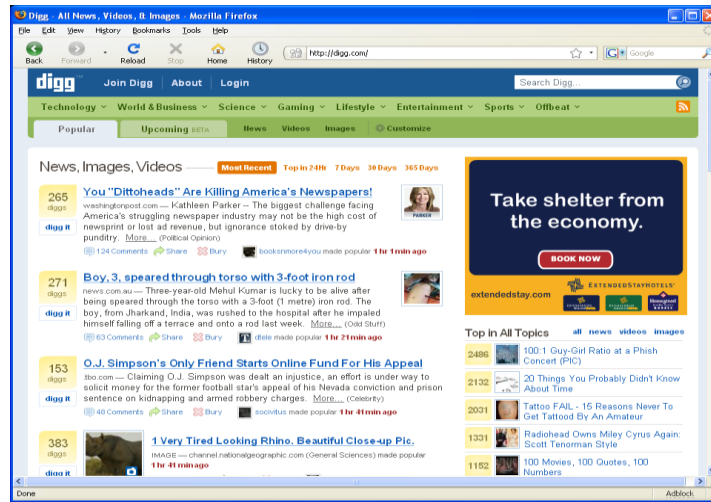 Digg - All News, Videos, & Images - Mozilla Firefox
File Edit View History Bookmarks Tools Help
Back Forward Reload Stop Home History http://digg.com/ Google
digg Join Digg About Login Search Digg...
Technology World & Business Science Gaming Lifestyle Entertainment Sports Offbeat
Popular Upcoming BETA News Videos Images Customize
News, Images, Videos Most Recent Top in 24Hr 7 Days 30 Days 365 Days
265
diggs
digg it
You "Dittoheads" Are Killing America's Newspapers!
washingtonpost.com — Kathleen Parker -- The biggest challenge facing
America's struggling newspaper industry may not be the high cost of
newsprint or lost ad revenue, but ignorance stoked by drive-by
punditry. More... (Political Opinion)
124 Comments Share Bury booksnmore4you made popular 1 hr 1 min ago
PARKER
271
diggs
digg it
Boy, 3, speared through torso with 3-foot iron rod
news.com.au — Three-year-old Mehul Kumar is lucky to be alive after
being speared through the torso with a 3-foot (1 metre) iron rod. The
boy, from Jharkand, India, was rushed to the hospital after he impaled
himself falling off a terrace and onto a rod last week. More... (Odd Stuff)
63 Comments Share Bury dtele made popular 1 hr 21 min ago
153
diggs
digg it
O.J. Simpson's Only Friend Starts Online Fund For His Appeal
tbo.com — Claiming O.J. Simpson was dealt an injustice, an effort is under way to
solicit money for the former football star's appeal of his Nevada conviction and prison
sentence on kidnapping and armed robbery charges. More... (Celebrity)
48 Comments Share Bury socivitus made popular 1 hr 41 min ago
383
diggs
digg it
1 Very Tired Looking Rhino. Beautiful Close-up Pic.
IMAGE — channel.nationalgeographic.com (General Sciences) made popular
1 hr 41 min ago
Take shelter from
the economy.
BOOK NOW
extendedstay.com EXTENDEDSTAYHOTELS
Top in All Topics all news videos images
2486 100:1 Guy-Girl Ratio at a Phish
Concert (PIC)
2132 20 Things You Probably Didn't Know
About Time
2031 Tattoo FAIL - 15 Reasons Never To
Get Tattooed By An Amateur
1331 Radiohead Owns Miley Cyrus Again:
Scott Tenorman Style
1152 100 Movies, 100 Quotes, 100
Numbers
Done Adblock